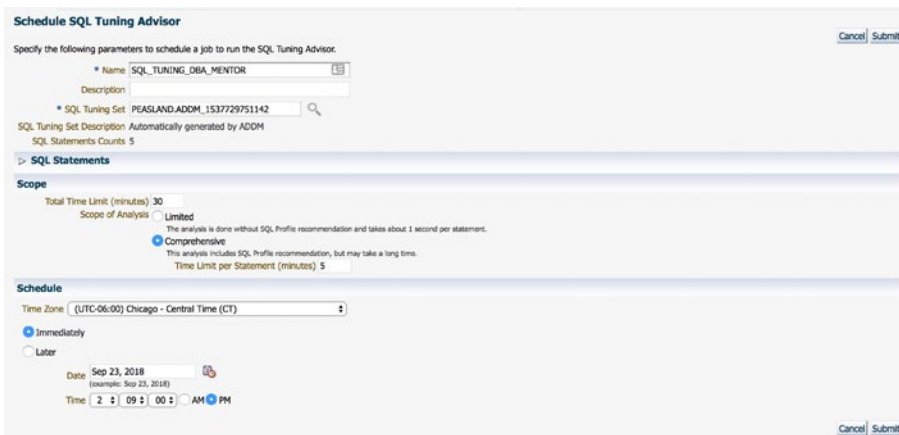 Schedule SQL Tuning Advisor
Cancel Submit
Specify the following parameters to schedule a job to run the SQL Tuning Advisor.
* Name SQL_TUNING_DBA_MENTOR
Description
* SQL Tuning Set PEASLAND.ADDM_1537729751142
SQL Tuning Set Description Automatically generated by ADDM
SQL Statements Counts 5
SQL Statements
Scope
Total Time Limit (minutes) 30
Scope of Analysis Limited
The analysis is done without SQL Profile recommendation and takes about 1 second per statement.
Comprehensive
This analysis includes SQL Profile recommendation, but may take a long time.
Time Limit per Statement (minutes) 5
Schedule
Time Zone (UTC-06:00) Chicago - Central Time (CT)
Immediately
Later
Date Sep 23, 2018
(example: Sep 23, 2018)
Time 2 09 00 AM PM
Cancel Submit